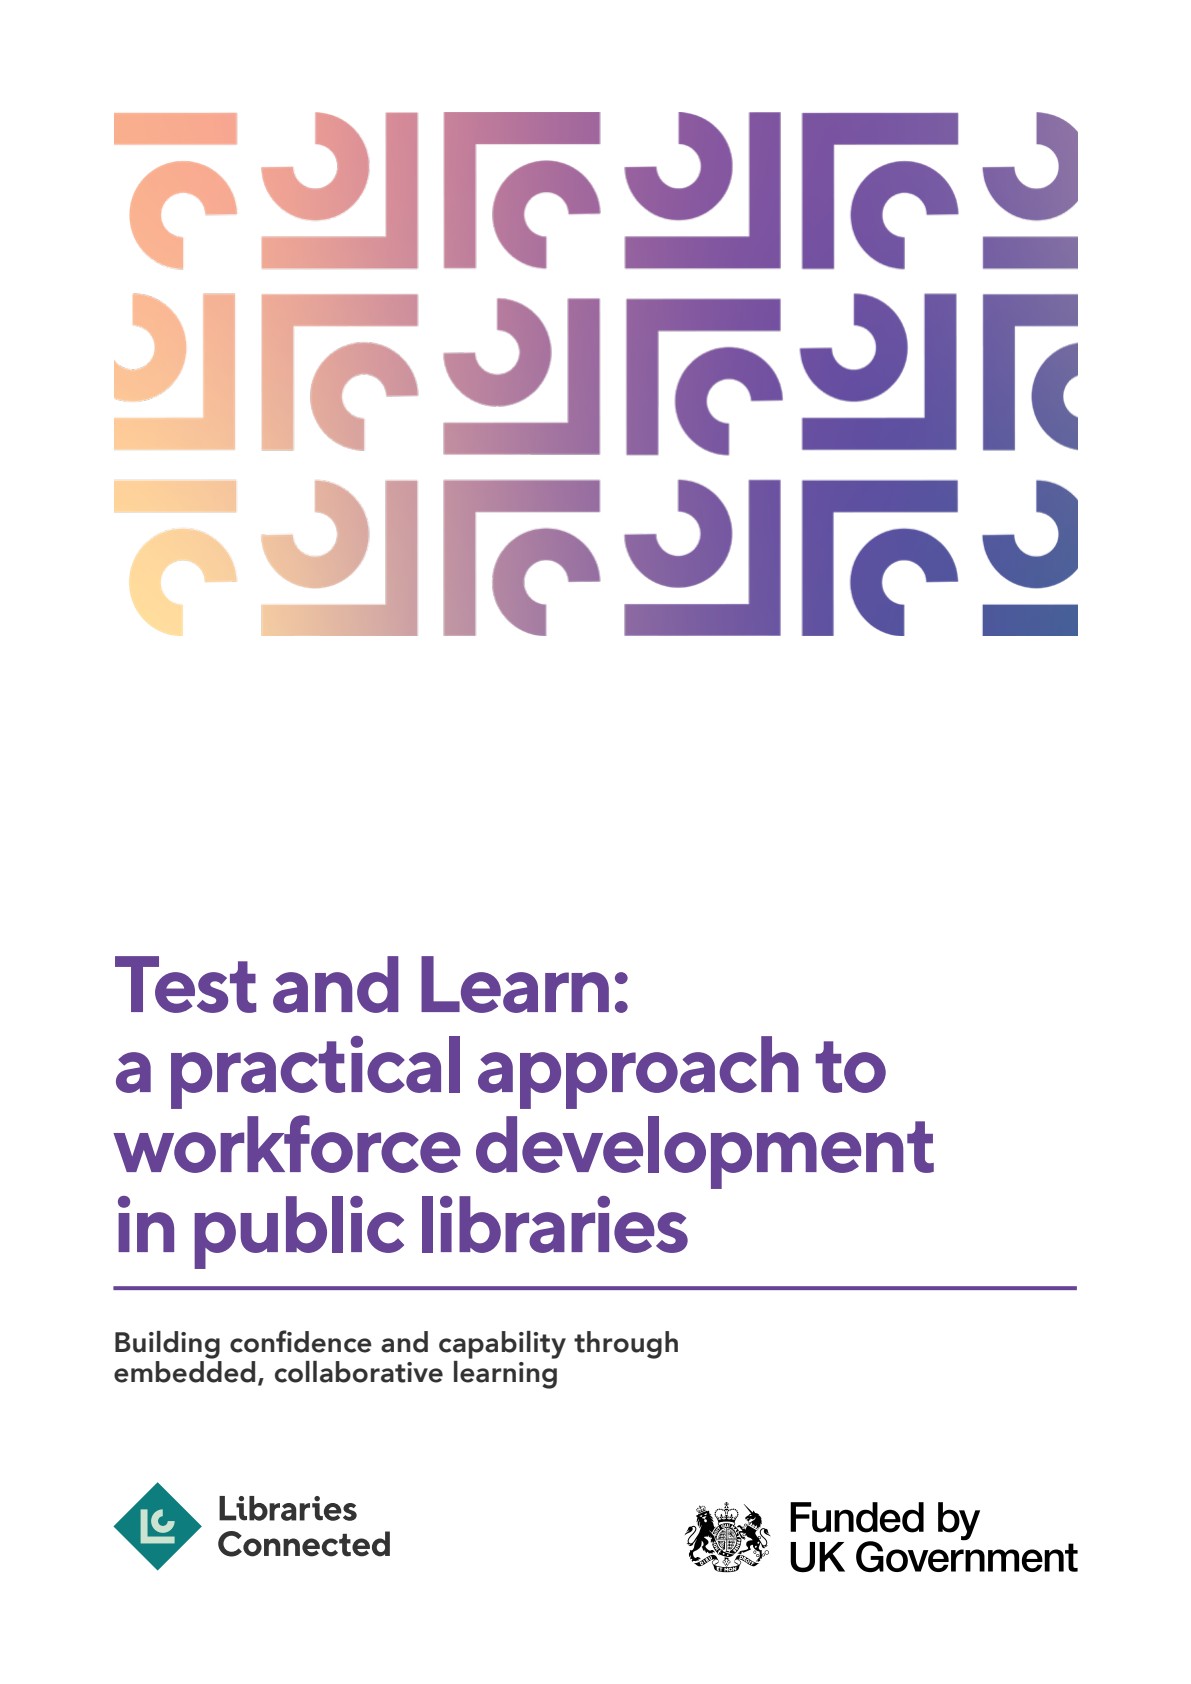 Test and Learn:
a practical approach to
workforce development
in public libraries
Building confidence and capability through
embedded, collaborative learning
Libraries
Connected
Funded by
UK Government